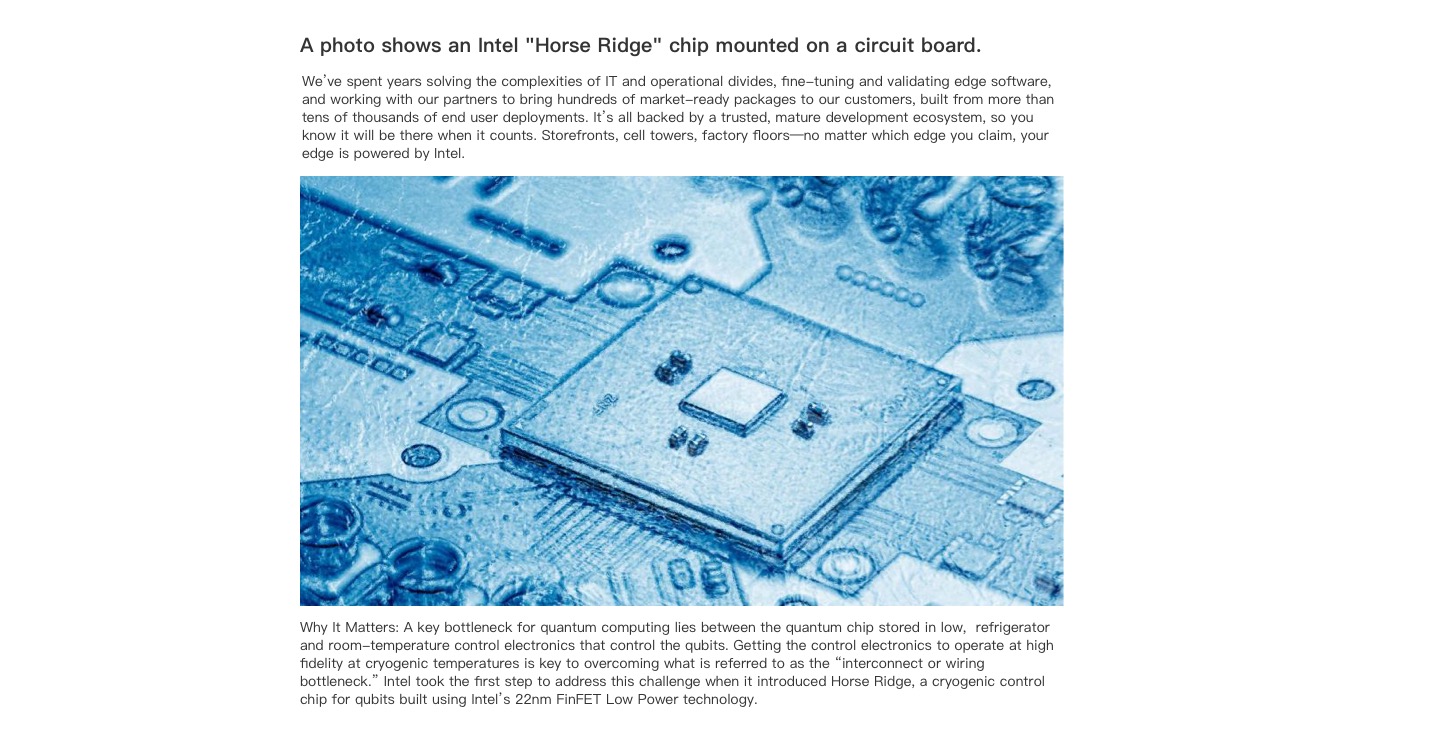 A photo shows an Intel "Horse Ridge" chip mounted on a circuit board.
We’ve spent years solving the complexities of IT and operational divides, fine-tuning and validating edge software,
and working with our partners to bring hundreds of market-ready packages to our customers, built from more than
tens of thousands of end user deployments. It’s all backed by a trusted, mature development ecosystem, so you
know it will be there when it counts. Storefronts, cell towers, factory floors—no matter which edge you claim, your
edge is powered by Intel.
Why It Matters: A key bottleneck for quantum computing lies between the quantum chip stored in low, refrigerator
and room-temperature control electronics that control the qubits. Getting the control electronics to operate at high
fidelity at cryogenic temperatures is key to overcoming what is referred to as the “interconnect or wiring
bottleneck.” Intel took the first step to address this challenge when it introduced Horse Ridge, a cryogenic control
chip for qubits built using Intel’s 22nm FinFET Low Power technology.